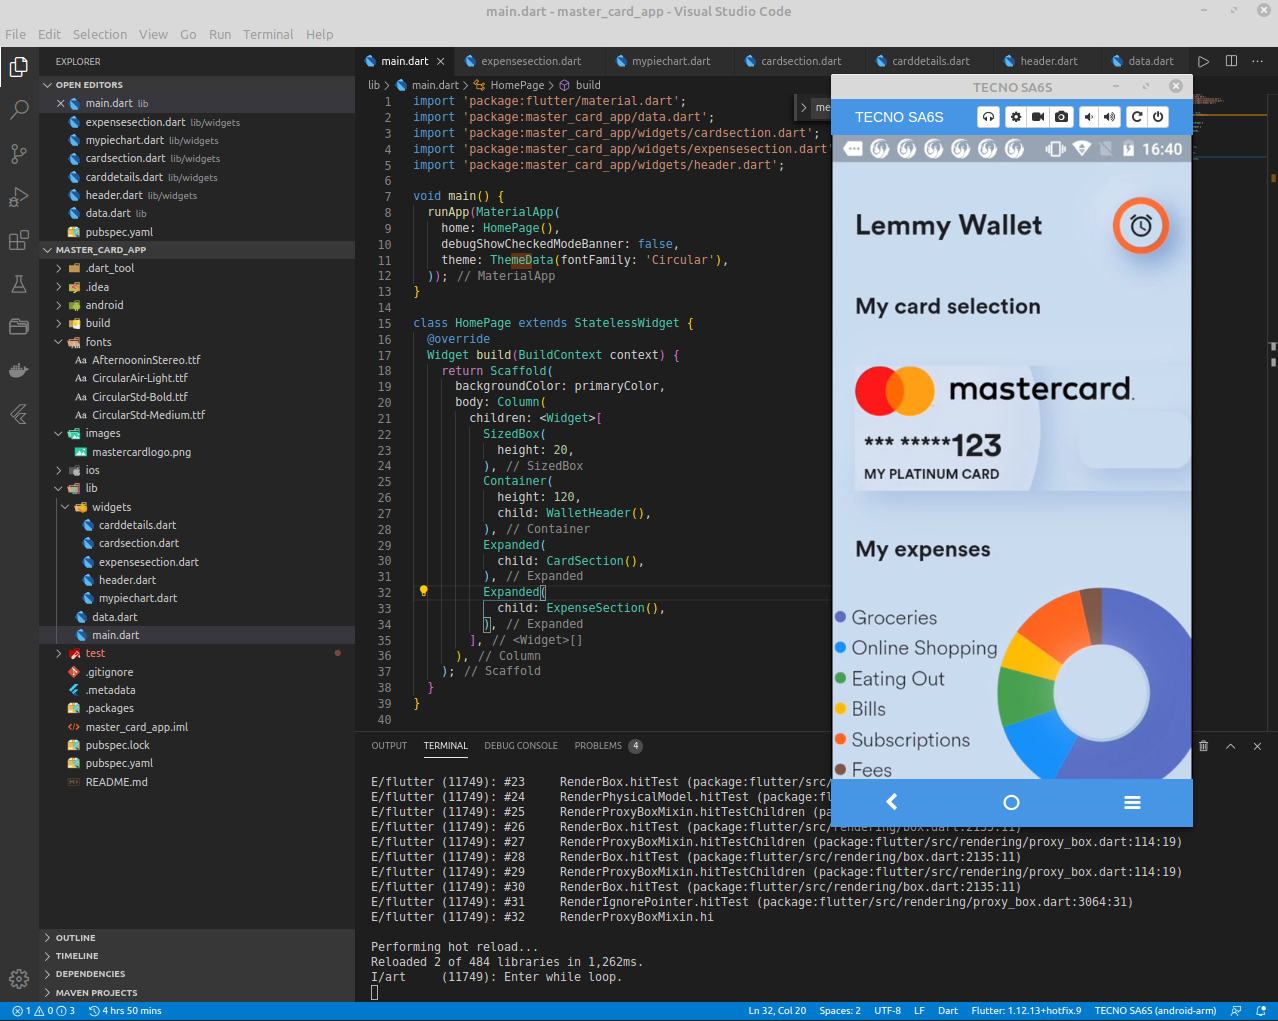 main.dart - master_card_app - Visual Studio Code
File Edit Selection View Go Run Terminal Help
EXPLORER
OPEN EDITORS
main.dart lib
expensesection.dart lib/widgets
mypiechart.dart lib/widgets
cardsection.dart lib/widgets
carddetails.dart lib/widgets
header.dart lib/widgets
data.dart lib
pubspec.yaml
MASTER_CARD_APP
.dart_tool
.idea
android
build
fonts
Aa AfternooninStereo.ttf
Aa CircularAir-Light.ttf
Aa CircularStd-Bold.ttf
Aa CircularStd-Medium.ttf
images
mastercardlogo.png
ios
lib
widgets
carddetails.dart
cardsection.dart
expensesection.dart
header.dart
mypiechart.dart
data.dart
main.dart
test
.gitignore
.metadata
.packages
master_card_app.iml
pubspec.lock
pubspec.yaml
README.md
OUTLINE
TIMELINE
DEPENDENCIES
MAVEN PROJECTS
main.dart expensesection.dart mypiechart.dart cardsection.dart carddetails.dart header.dart data.dart
lib > main.dart > HomePage > build
me
1 import 'package:flutter/material.dart';
2 import 'package:master_card_app/data.dart';
3 import 'package:master_card_app/widgets/cardsection.dart';
4 import 'package:master_card_app/widgets/expensesection.dart'
5 import 'package:master_card_app/widgets/header.dart';
6
7 void main() {
8 runApp(MaterialApp(
9 home: HomePage(),
10 debugShowCheckedModeBanner: false,
11 theme: ThemeData(fontFamily: 'Circular'),
12 )); // MaterialApp
13 }
14
15 class HomePage extends StatelessWidget {
16 @override
17 Widget build(BuildContext context) {
18 return Scaffold(
19 backgroundColor: primaryColor,
20 body: Column(
21 children: <Widget>[
22 SizedBox(
23 height: 20,
24 ), // SizedBox
25 Container(
26 height: 120,
27 child: WalletHeader(),
28 ), // Container
29 Expanded(
30 child: CardSection(),
31 ), // Expanded
32 Expanded(
33 child: ExpenseSection(),
34 ), // Expanded
35 ], // <Widget>[]
36 ), // Column
37 ); // Scaffold
38 }
39 }
40
TECNO SA6S
TECNO SA6S
16:40
Lemmy Wallet
My card selection
mastercard.
*** *****123
MY PLATINUM CARD
My expenses
Groceries
Online Shopping
Eating Out
Bills
Subscriptions
Fees
OUTPUT TERMINAL DEBUG CONSOLE PROBLEMS 4
E/flutter (11749): #23 RenderBox.hitTest (package:flutter/src/
E/flutter (11749): #24 RenderPhysicalModel.hitTest (package:fl
E/flutter (11749): #25 RenderProxyBoxMixin.hitTestChildren (pa
E/flutter (11749): #26 RenderBox.hitTest (package:flutter/src/rendering/box.dart:2135:11)
E/flutter (11749): #27 RenderProxyBoxMixin.hitTestChildren (package:flutter/src/rendering/proxy_box.dart:114:19)
E/flutter (11749): #28 RenderBox.hitTest (package:flutter/src/rendering/box.dart:2135:11)
E/flutter (11749): #29 RenderProxyBoxMixin.hitTestChildren (package:flutter/src/rendering/proxy_box.dart:114:19)
E/flutter (11749): #30 RenderBox.hitTest (package:flutter/src/rendering/box.dart:2135:11)
E/flutter (11749): #31 RenderIgnorePointer.hitTest (package:flutter/src/rendering/proxy_box.dart:3064:31)
E/flutter (11749): #32 RenderProxyBoxMixin.hi
Performing hot reload...
Reloaded 2 of 484 libraries in 1,262ms.
I/art (11749): Enter while loop.
1 0 3 4 hrs 50 mins Ln 32, Col 20 Spaces: 2 UTF-8 LF Dart Flutter: 1.12.13+hotfix.9 TECNO SA6S (android-arm)